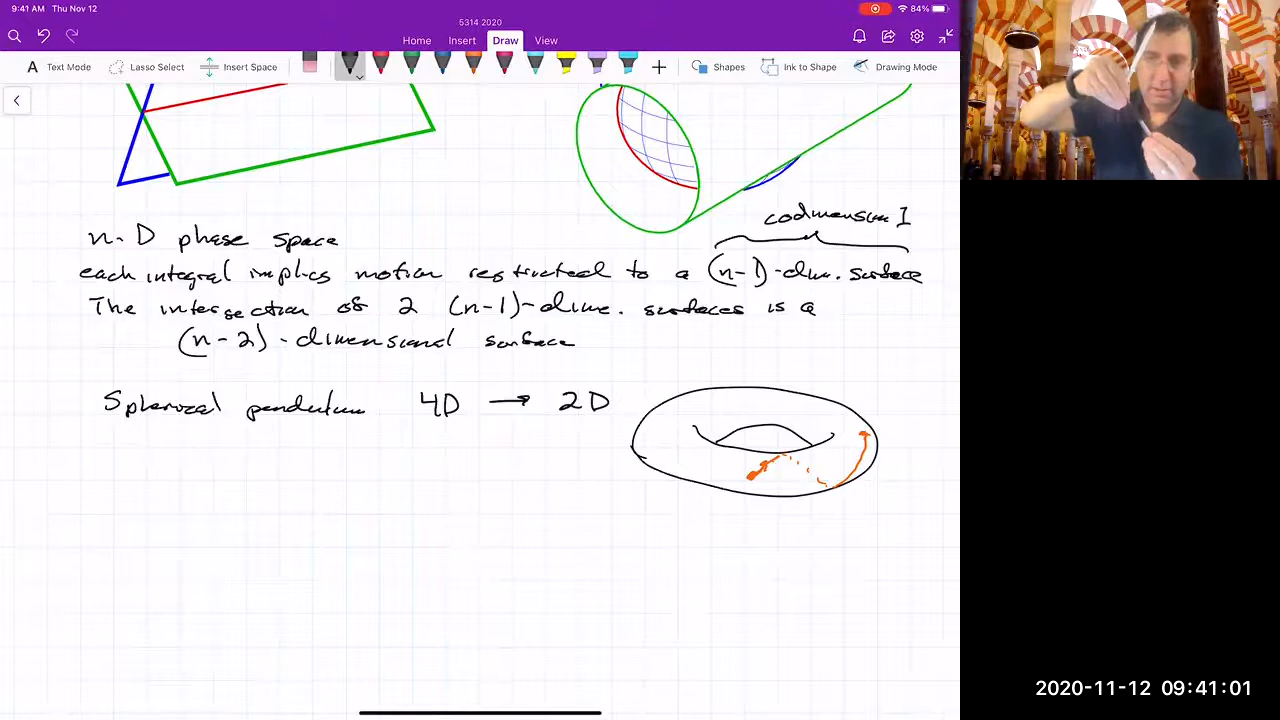 9:41 AM Thu Nov 12
84%
5314 2020
Home Insert Draw View
A Text Mode Lasso Select Insert Space Shapes Ink to Shape Drawing Mode
codimension 1
n-D phase space
each integral implies motion restricted to a (n-1)-dim. surface
The intersection of 2 (n-1)-dime. surfaces is a
(n-2)-dimensional surface
Spherical pendulum 4D → 2D
2020-11-12 09:41:01